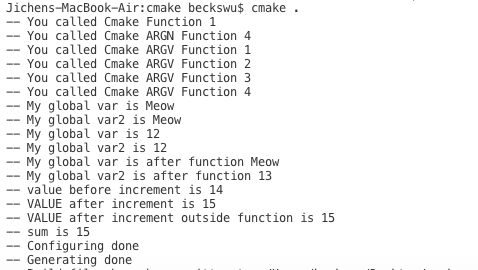 Jichens-MacBook-Air:cmake beckswu$ cmake .
-- You called Cmake Function 1
-- You called Cmake ARGN Function 4
-- You called Cmake ARGV Function 1
-- You called Cmake ARGV Function 2
-- You called Cmake ARGV Function 3
-- You called Cmake ARGV Function 4
-- My global var is Meow
-- My global var2 is Meow
-- My global var is 12
-- My global var2 is 12
-- My global var is after function Meow
-- My global var2 is after function 13
-- value before increment is 14
-- VALUE after increment is 15
-- VALUE after increment outside function is 15
-- sum is 15
-- Configuring done
-- Generating done